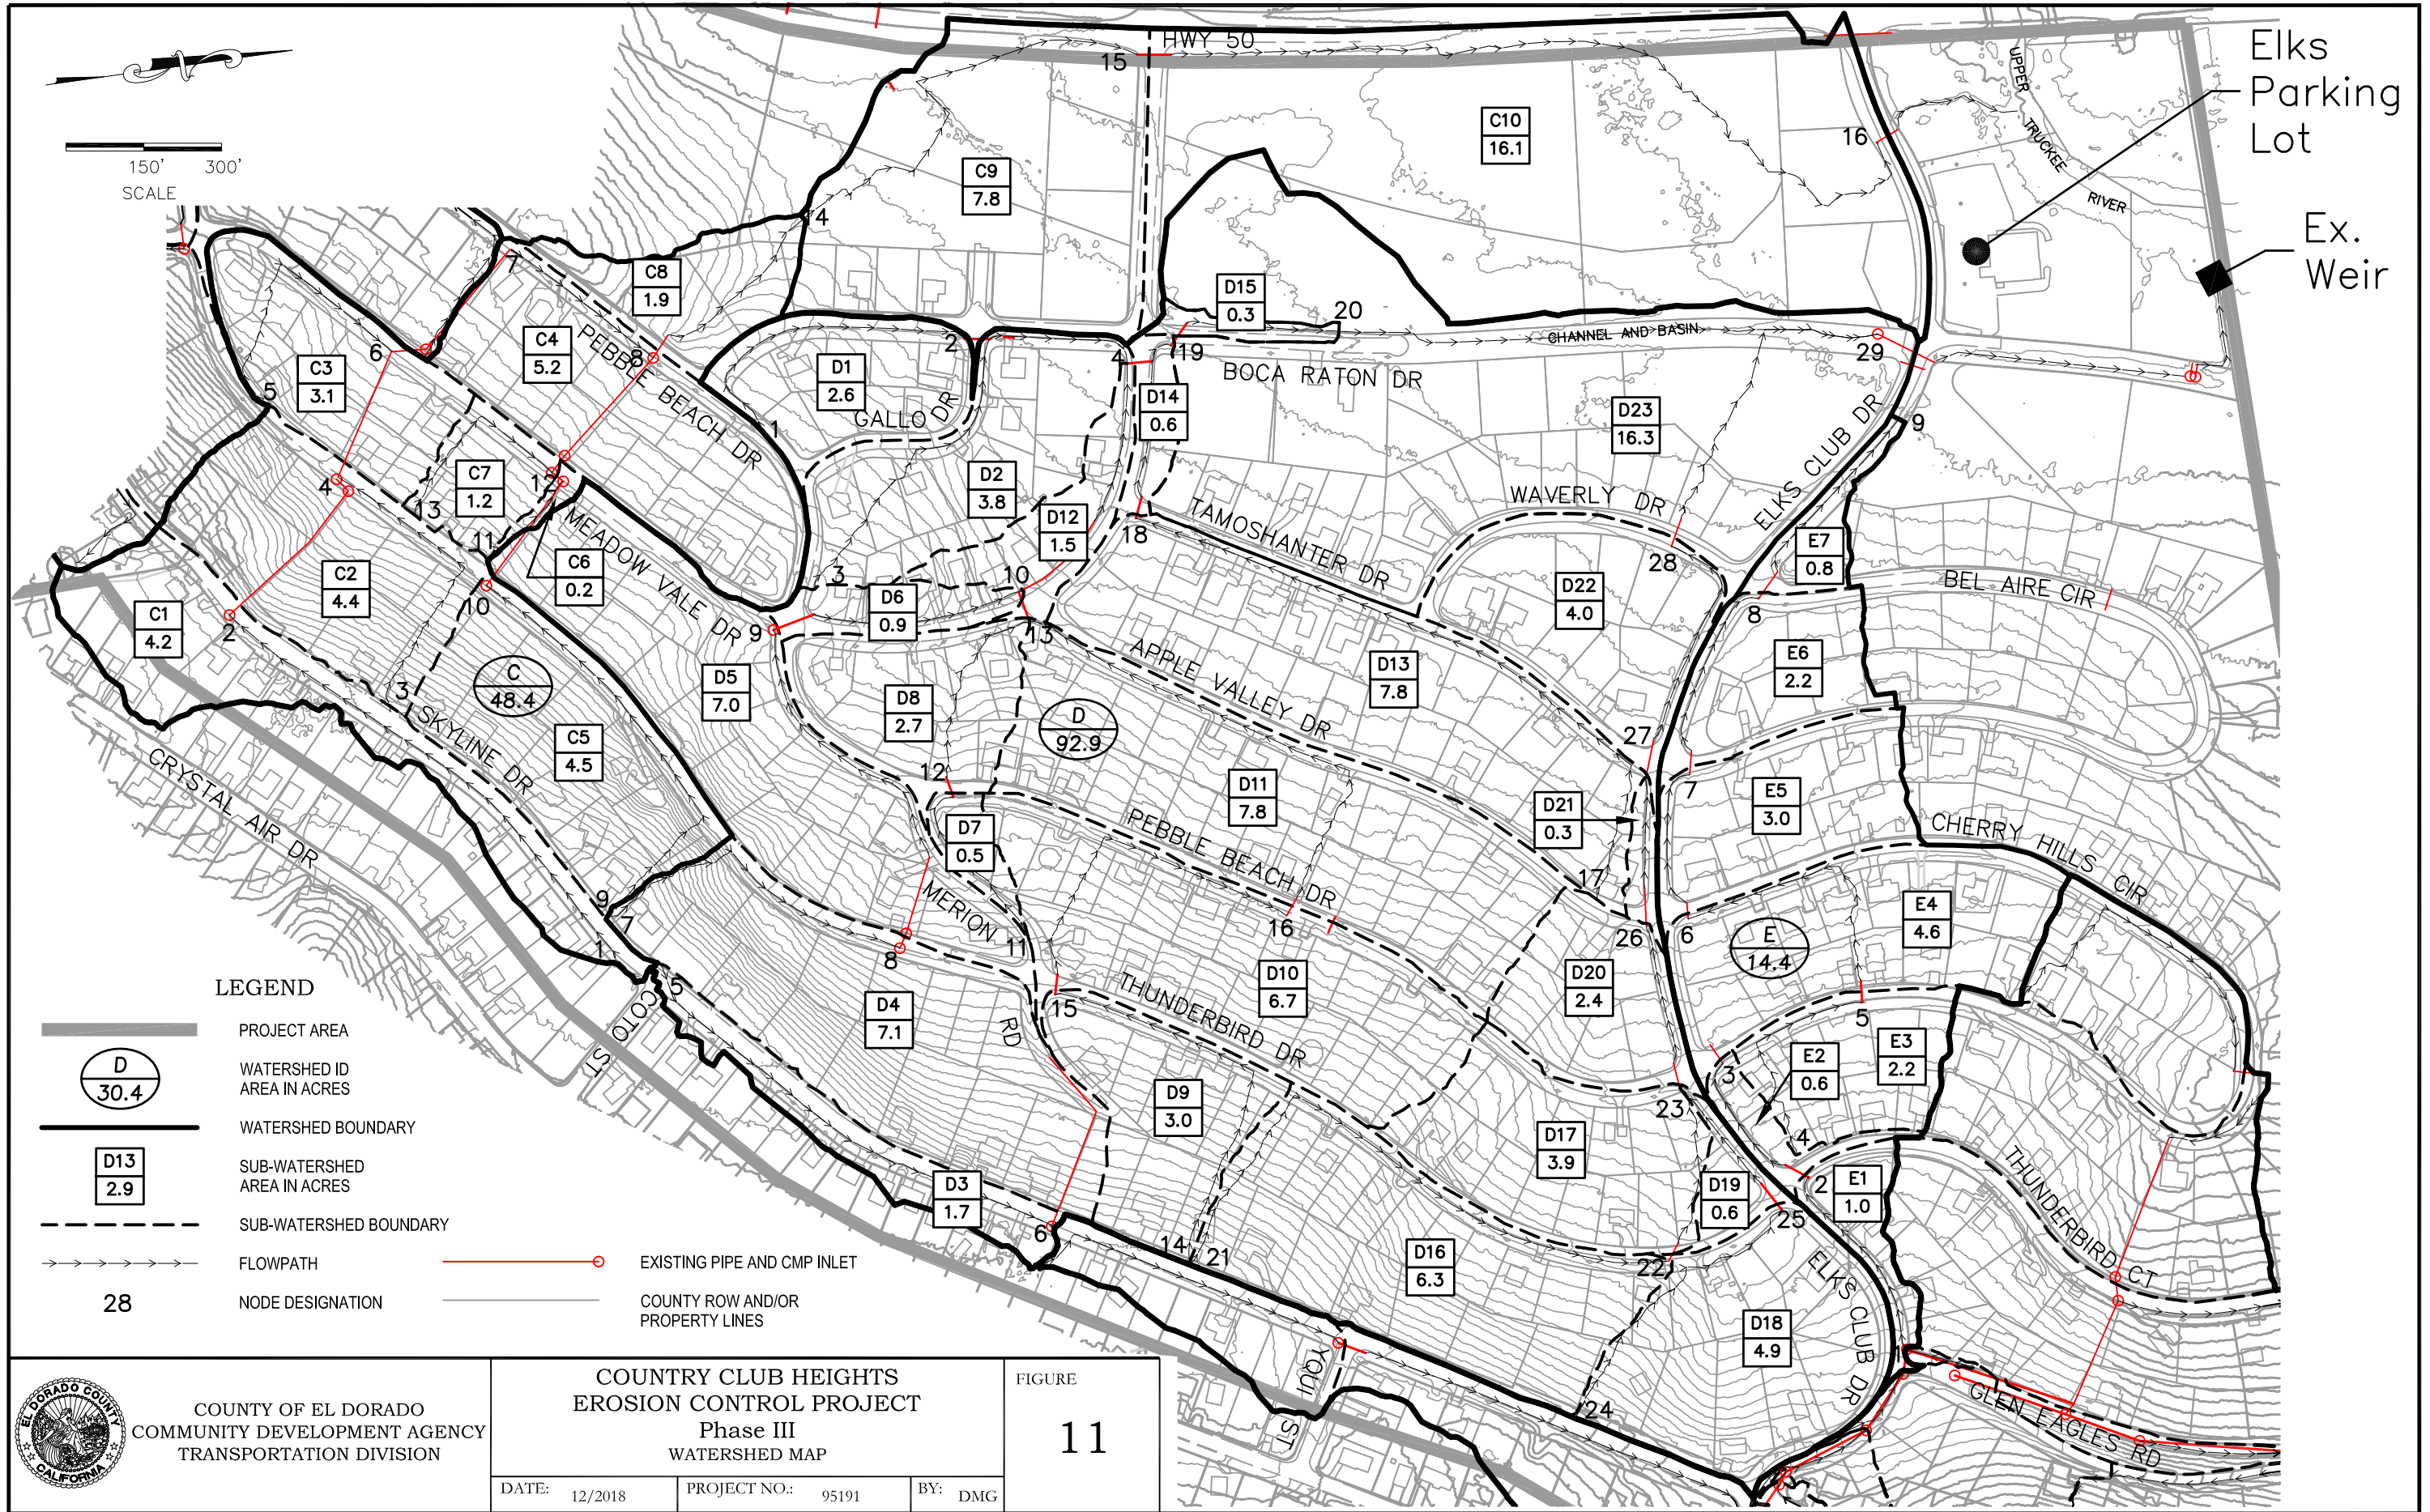 HWY 50
15
Elks
Parking
Lot
UPPER
TRUCKEE
RIVER
Ex.
Weir
150'
300'
SCALE
C10
16.1
16
C9
7.8
14
C8
1.9
7
D15
0.3
20
C4
5.2
PEBBLE BEACH DR
8
6
C3
3.1
5
D1
2.6
2
4
19
CHANNEL AND BASIN
29
BOCA RATON DR
GALLO DR
1
D14
0.6
D23
16.3
ELKS CLUB DR
9
C7
1.2
12
4
13
11
D2
3.8
D12
1.5
18
TAMOSHANTER DR
WAVERLY DR
28
E7
0.8
MEADOW VALE DR
C6
0.2
C2
4.4
C1
4.2
2
10
3
D6
0.9
10
13
9
D22
4.0
8
BEL AIRE CIR
E6
2.2
C
48.4
3
SKYLINE DR
D5
7.0
D8
2.7
D
92.9
APPLE VALLEY DR
D13
7.8
27
C5
4.5
CRYSTAL AIR DR
12
D7
0.5
D11
7.8
D21
0.3
7
E5
3.0
CHERRY HILLS CIR
PEBBLE BEACH DR
17
16
26
6
E
14.4
E4
4.6
9
7
1
5
COTO ST
MERION
RD
11
8
D4
7.1
15
THUNDERBIRD DR
D10
6.7
D20
2.4
5
E3
2.2
E2
0.6
3
4
23
D9
3.0
D17
3.9
D19
0.6
2
E1
1.0
25
THUNDERBIRD CT
D3
1.7
6
14
21
D16
6.3
22
ELKS CLUB DR
D18
4.9
24
1
YQUI ST
GLEN EAGLES RD
LEGEND
PROJECT AREA
D
30.4
WATERSHED ID
AREA IN ACRES
WATERSHED BOUNDARY
D13
2.9
SUB-WATERSHED
AREA IN ACRES
SUB-WATERSHED BOUNDARY
FLOWPATH
EXISTING PIPE AND CMP INLET
28
NODE DESIGNATION
COUNTY ROW AND/OR
PROPERTY LINES
EL DORADO COUNTY
CALIFORNIA
COUNTY OF EL DORADO
COMMUNITY DEVELOPMENT AGENCY
TRANSPORTATION DIVISION
COUNTRY CLUB HEIGHTS
EROSION CONTROL PROJECT
Phase III
WATERSHED MAP
DATE: 12/2018
PROJECT NO.: 95191
BY: DMG
FIGURE
11